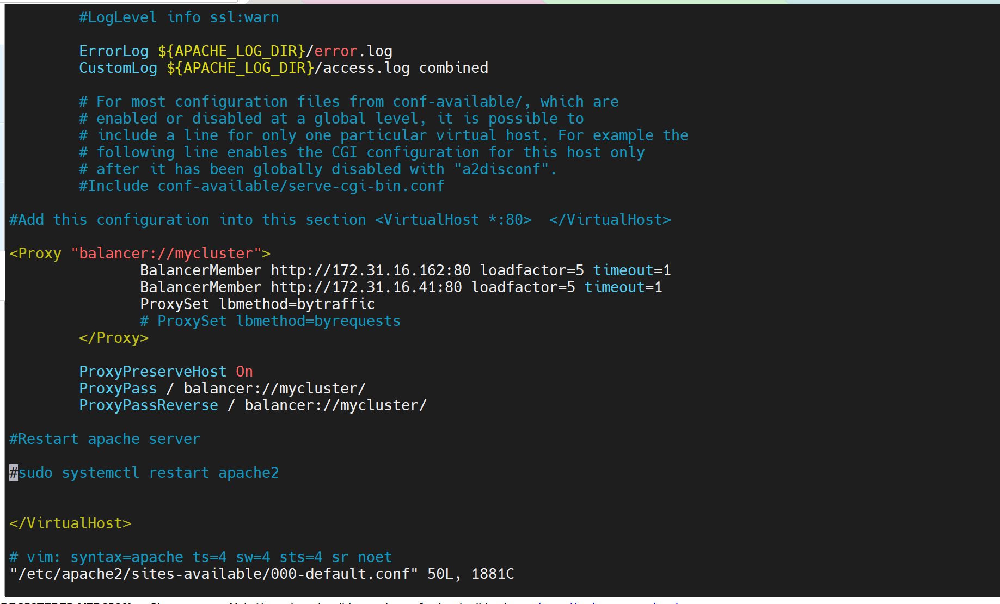 #LogLevel info ssl:warn
ErrorLog ${APACHE_LOG_DIR}/error.log
CustomLog ${APACHE_LOG_DIR}/access.log combined
# For most configuration files from conf-available/, which are
# enabled or disabled at a global level, it is possible to
# include a line for only one particular virtual host. For example the
# following line enables the CGI configuration for this host only
# after it has been globally disabled with "a2disconf".
#Include conf-available/serve-cgi-bin.conf
#Add this configuration into this section <VirtualHost *:80>  </VirtualHost>
<Proxy "balancer://mycluster">
BalancerMember http://172.31.16.162:80 loadfactor=5 timeout=1
BalancerMember http://172.31.16.41:80 loadfactor=5 timeout=1
ProxySet lbmethod=bytraffic
# ProxySet lbmethod=byrequests
</Proxy>
ProxyPreserveHost On
ProxyPass / balancer://mycluster/
ProxyPassReverse / balancer://mycluster/
#Restart apache server
#sudo systemctl restart apache2
</VirtualHost>
# vim: syntax=apache ts=4 sw=4 sts=4 sr noet
"/etc/apache2/sites-available/000-default.conf" 50L, 1881C